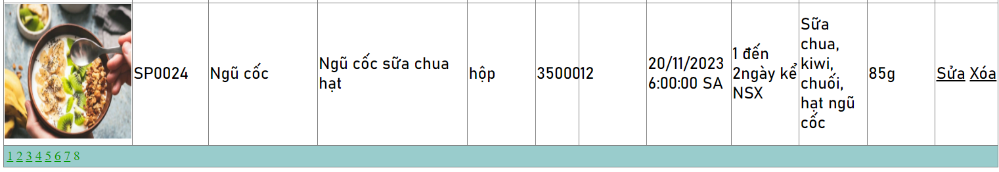 SP0024
Ngũ cốc
Ngũ cốc sữa chua
hạt
hộp
35000
12
20/11/2023
6:00:00 SA
1 đến
2ngày kể
NSX
Sữa
chua,
kiwi,
chuối,
hạt ngũ
cốc
85g
Sửa Xóa
1 2 3 4 5 6 7 8